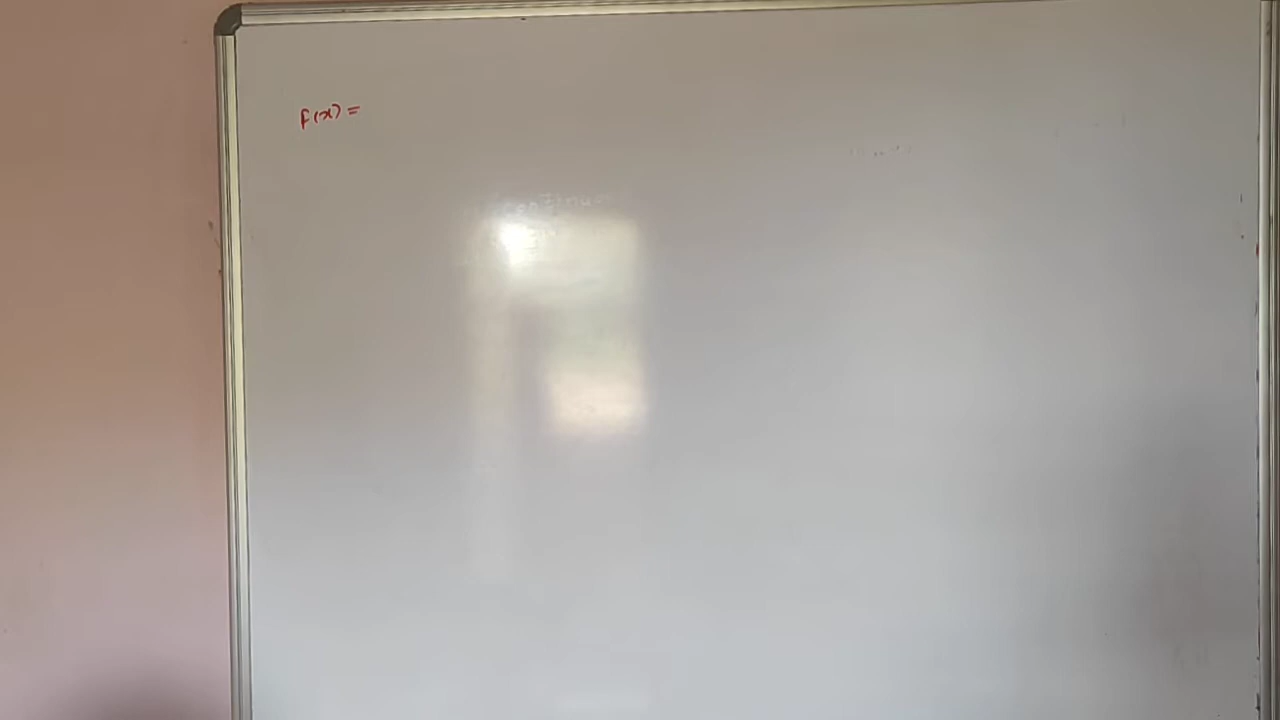 f(x) =